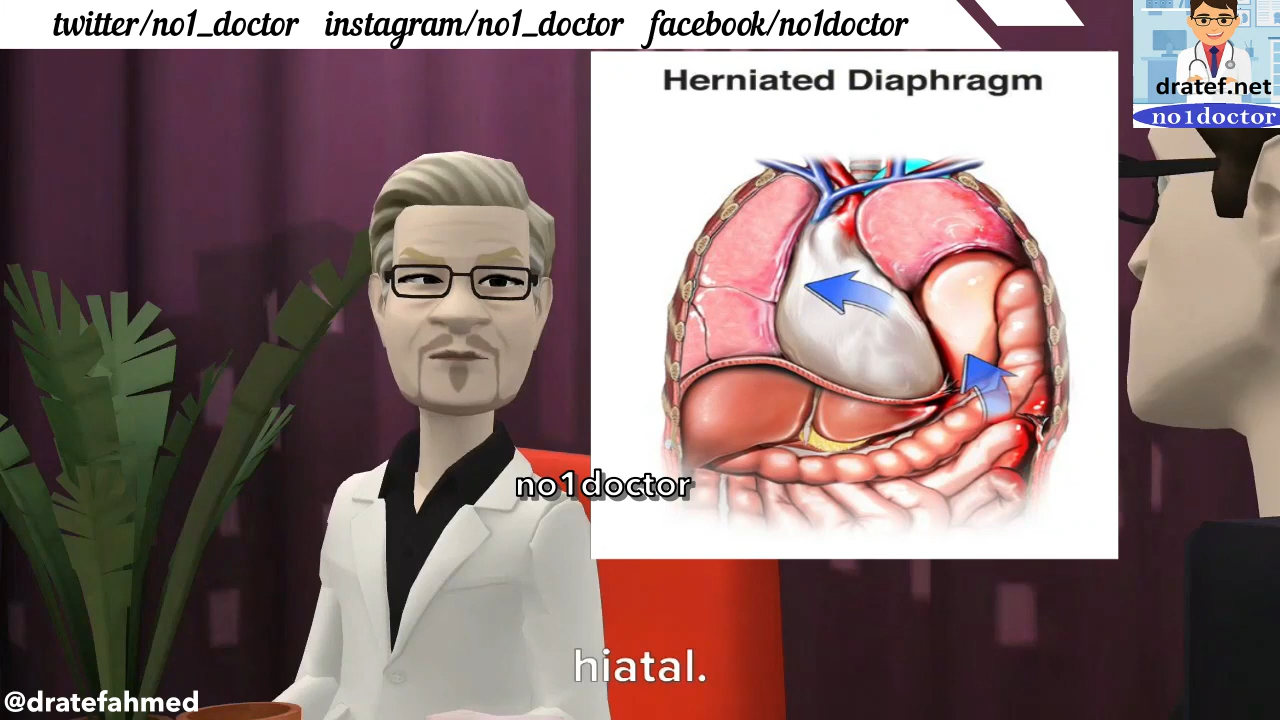 twitter/no1_doctor instagram/no1_doctor facebook/no1doctor
dratef.net
no1doctor
Herniated Diaphragm
no1doctor
hiatal.
@dratefahmed